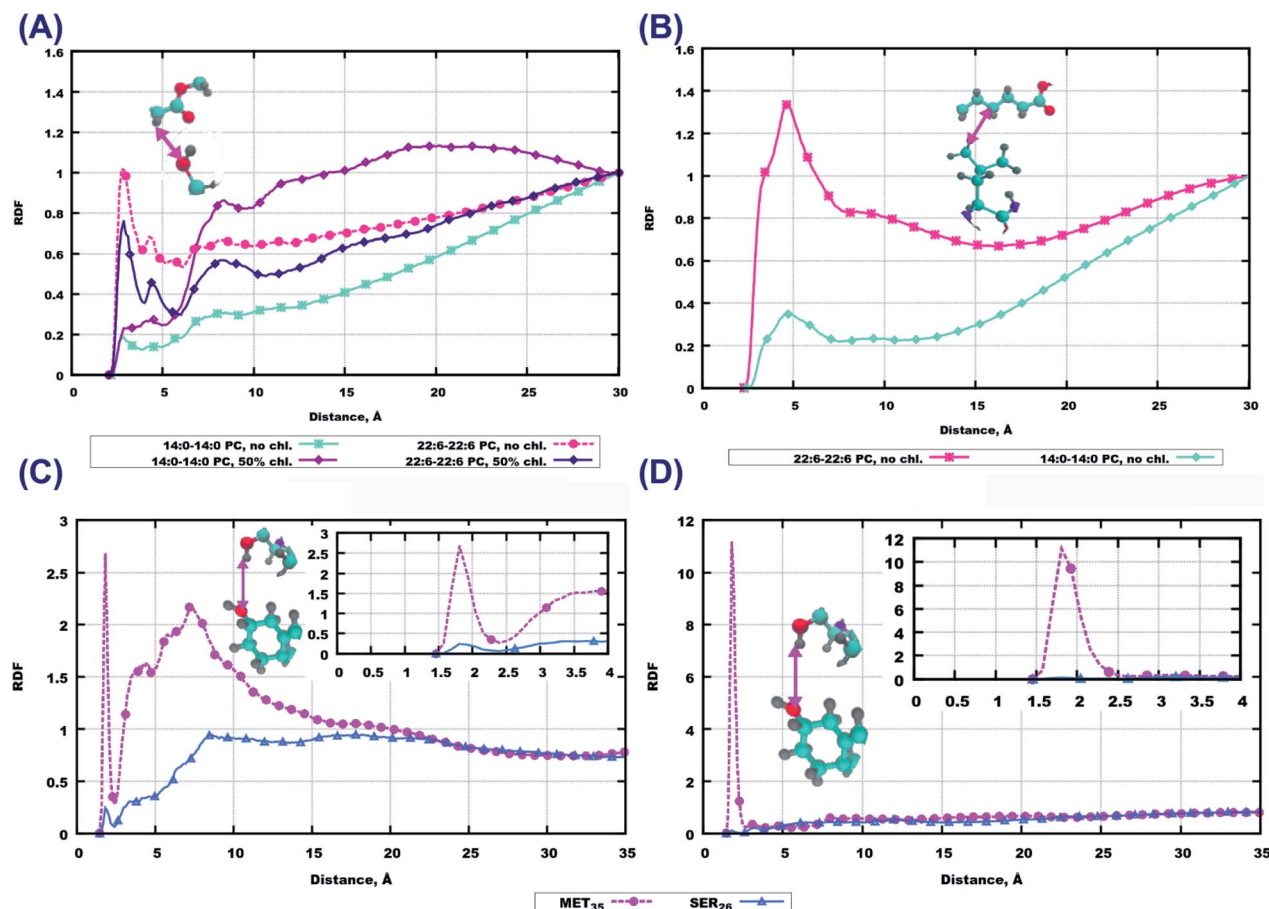 (A)
1.6
1.4
1.2
1
0.8
0.6
0.4
0.2
0
RDF
0 5 10 15 20 25 30
Distance, Å
14:0-14:0 PC, no chl. 22:6-22:6 PC, no chl.
14:0-14:0 PC, 50% chl. 22:6-22:6 PC, 50% chl.
(B)
1.6
1.4
1.2
1
0.8
0.6
0.4
0.2
0
RDF
0 5 10 15 20 25 30
Distance, Å
22:6-22:6 PC, no chl. 14:0-14:0 PC, no chl.
(C)
3
2.5
2
1.5
1
0.5
0
RDF
0 5 10 15 20 25 30 35
Distance, Å
3
2.5
2
1.5
1
0.5
0
0 0.5 1 1.5 2 2.5 3 3.5 4
(D)
12
10
8
6
4
2
0
RDF
0 5 10 15 20 25 30 35
Distance, Å
12
10
8
6
4
2
0
0 0.5 1 1.5 2 2.5 3 3.5 4
MET35 SER26